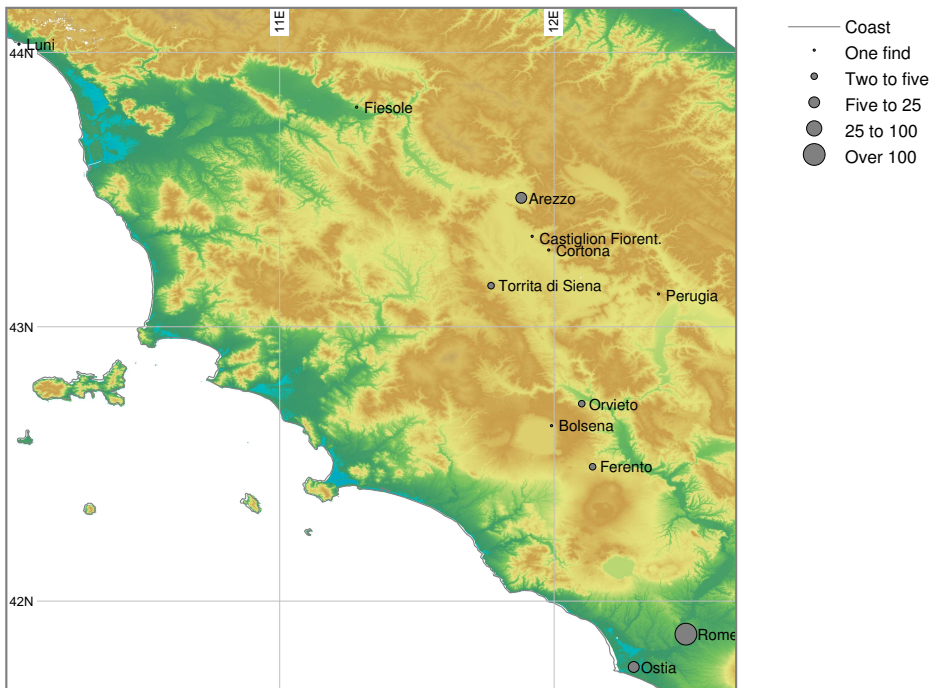 11E
12E
Luni
44N
Fiesole
Arezzo
Castiglion Fiorent.
Cortona
Torrita di Siena
Perugia
43N
Orvieto
Bolsena
Ferento
42N
Rome
Ostia
Coast
One find
Two to five
Five to 25
25 to 100
Over 100